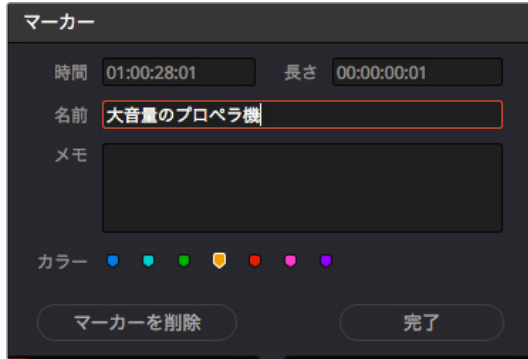 マーカー
時間 01:00:28:01 長さ 00:00:00:01
名前 大音量のプロペラ機
メモ
カラー
マーカーを削除 完了